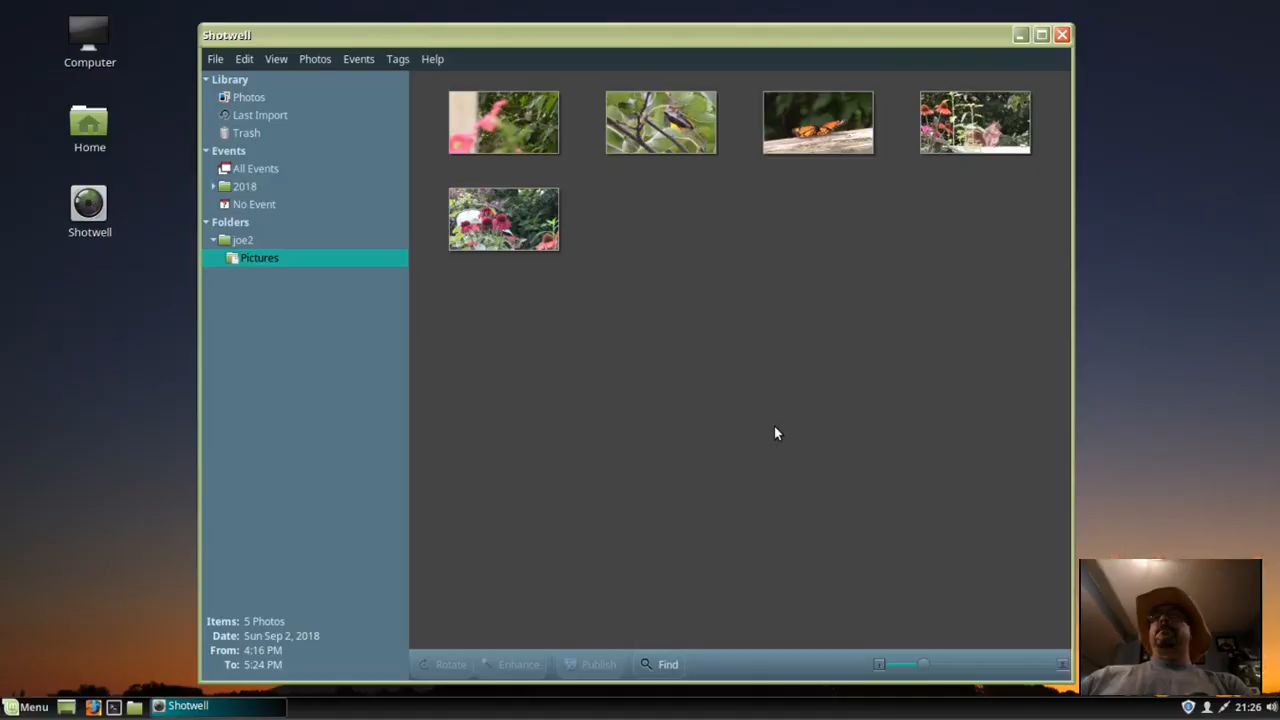 Computer
Home
Shotwell
Shotwell
File Edit View Photos Events Tags Help
Library
Photos
Last Import
Trash
Events
All Events
2018
No Event
Folders
joe2
Pictures
Items: 5 Photos
Date: Sun Sep 2, 2018
From: 4:16 PM
To: 5:24 PM
Rotate Enhance Publish Find
Menu Shotwell 21:26